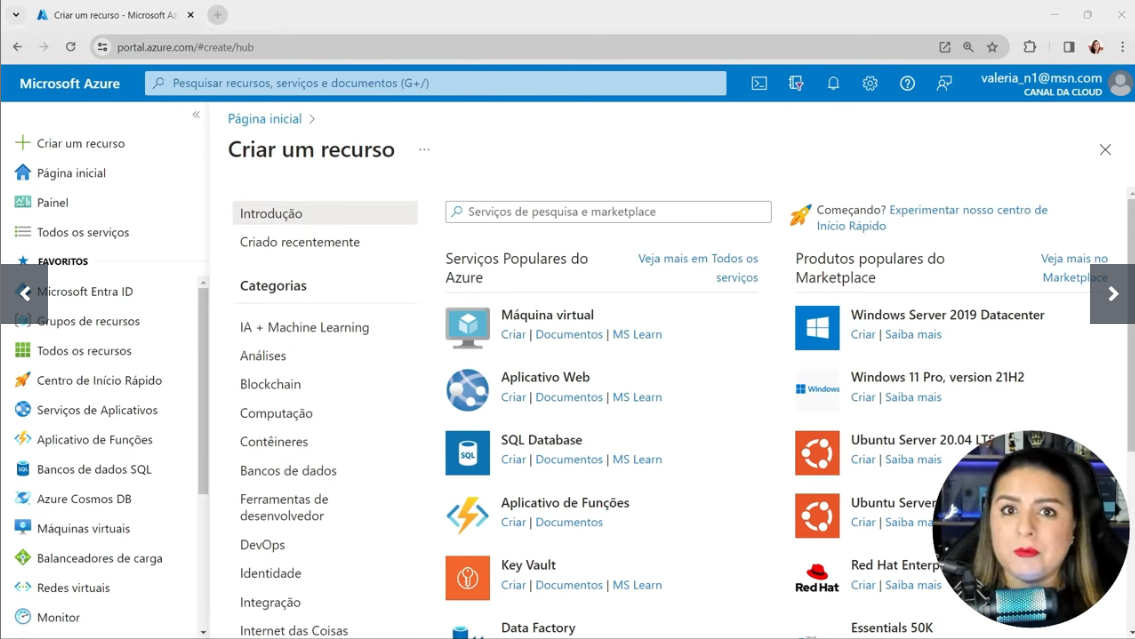 Criar um recurso - Microsoft Az
portal.azure.com/#create/hub
Microsoft Azure
Pesquisar recursos, serviços e documentos (G+/)
valeria_n1@msn.com
CANAL DA CLOUD
Criar um recurso
Página inicial
Painel
Todos os serviços
FAVORITOS
Microsoft Entra ID
Grupos de recursos
Todos os recursos
Centro de Início Rápido
Serviços de Aplicativos
Aplicativo de Funções
Bancos de dados SQL
Azure Cosmos DB
Máquinas virtuais
Balanceadores de carga
Redes virtuais
Monitor
Página inicial
Criar um recurso
Introdução
Criado recentemente
Categorias
IA + Machine Learning
Análises
Blockchain
Computação
Contêineres
Bancos de dados
Ferramentas de
desenvolvedor
DevOps
Identidade
Integração
Internet das Coisas
Serviços de pesquisa e marketplace
Começando? Experimentar nosso centro de
Início Rápido
Serviços Populares do
Azure
Veja mais em Todos os
serviços
Máquina virtual
Criar | Documentos | MS Learn
Aplicativo Web
Criar | Documentos | MS Learn
SQL
SQL Database
Criar | Documentos | MS Learn
Aplicativo de Funções
Criar | Documentos
Key Vault
Criar | Documentos | MS Learn
Data Factory
Produtos populares do
Marketplace
Veja mais no
Marketplace
Windows Server 2019 Datacenter
Criar | Saiba mais
Windows
Windows 11 Pro, version 21H2
Criar | Saiba mais
Ubuntu Server 20.04 LTS
Criar | Saiba mais
Ubuntu Serve
Criar | Saiba ma
Red Hat
Red Hat Enterp
Criar | Saiba mais
Essentials 50K